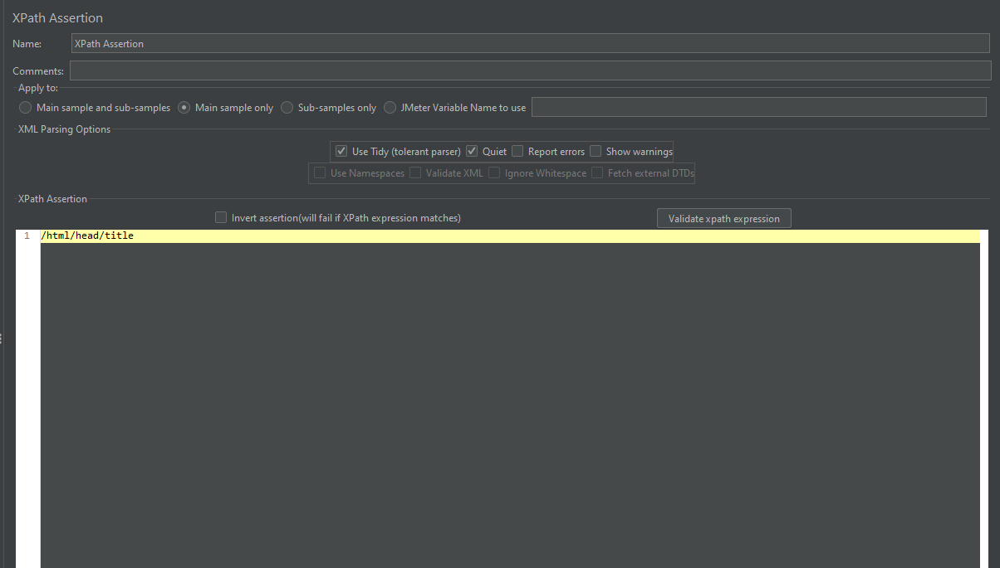 XPath Assertion
Name: XPath Assertion
Comments:
Apply to:
Main sample and sub-samples Main sample only Sub-samples only JMeter Variable Name to use
XML Parsing Options
Use Tidy (tolerant parser) Quiet Report errors Show warnings
Use Namespaces Validate XML Ignore Whitespace Fetch external DTDs
XPath Assertion
Invert assertion(will fail if XPath expression matches) Validate xpath expression
1 /html/head/title